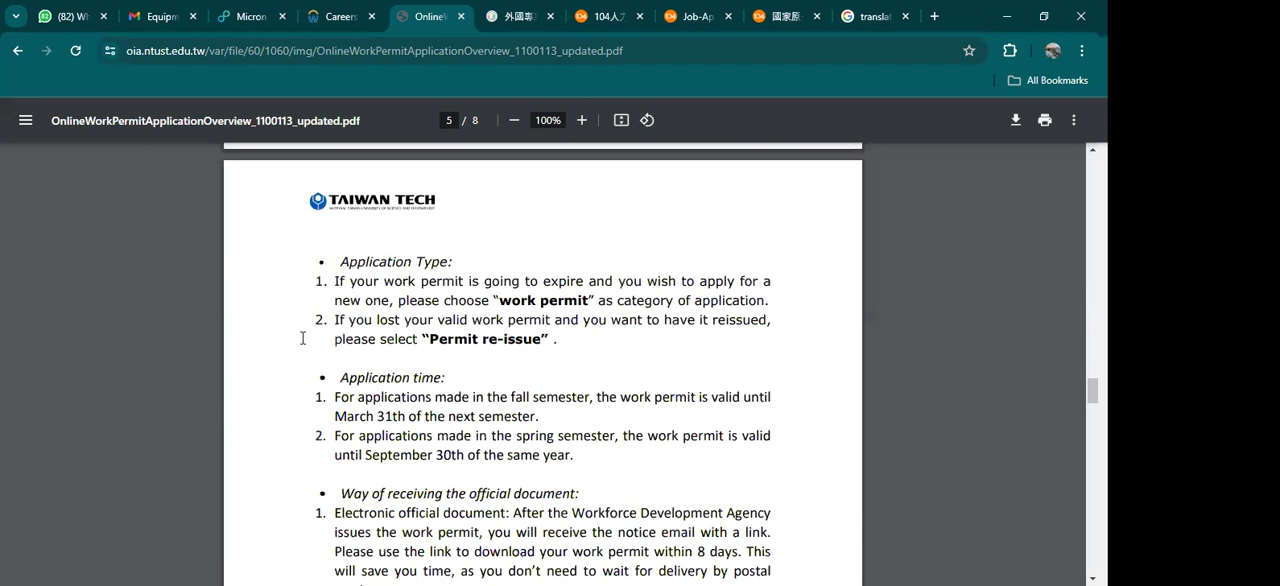 (82) W
Equipm
Micron
Careers
Online
外國專
104人力
Job-Ap
國家原
translat
oia.ntust.edu.tw/var/file/60/1060/img/OnlineWorkPermitApplicationOverview_1100113_updated.pdf
All Bookmarks
OnlineWorkPermitApplicationOverview_1100113_updated.pdf
5 / 8
100%
TAIWAN TECH
• Application Type:
1. If your work permit is going to expire and you wish to apply for a
new one, please choose “work permit” as category of application.
2. If you lost your valid work permit and you want to have it reissued,
please select “Permit re-issue” .
• Application time:
1. For applications made in the fall semester, the work permit is valid until
March 31th of the next semester.
2. For applications made in the spring semester, the work permit is valid
until September 30th of the same year.
• Way of receiving the official document:
1. Electronic official document: After the Workforce Development Agency
issues the work permit, you will receive the notice email with a link.
Please use the link to download your work permit within 8 days. This
will save you time, as you don’t need to wait for delivery by postal